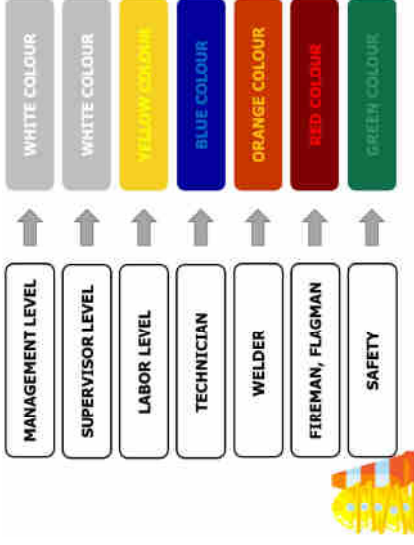 MANAGEMENT LEVEL
WHITE COLOUR
SUPERVISOR LEVEL
WHITE COLOUR
LABOR LEVEL
YELLOW COLOUR
TECHNICIAN
BLUE COLOUR
WELDER
ORANGE COLOUR
FIREMAN, FLAGMAN
RED COLOUR
SAFETY
GREEN COLOUR